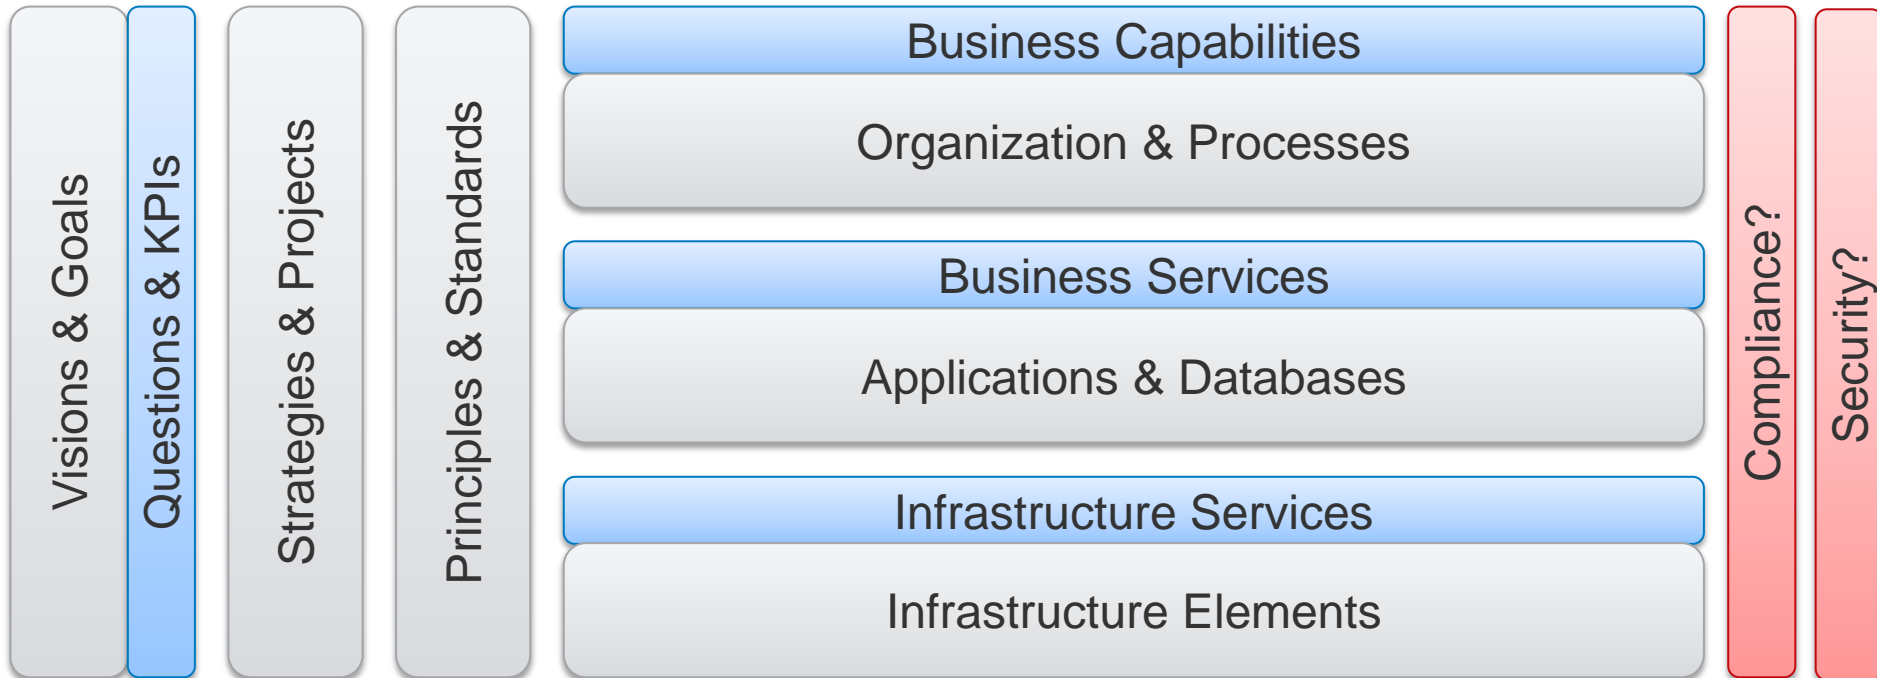 Visions & Goals
Questions & KPIs
Strategies & Projects
Principles & Standards
Business Capabilities
Organization & Processes
Business Services
Applications & Databases
Infrastructure Services
Infrastructure Elements
Compliance?
Security?